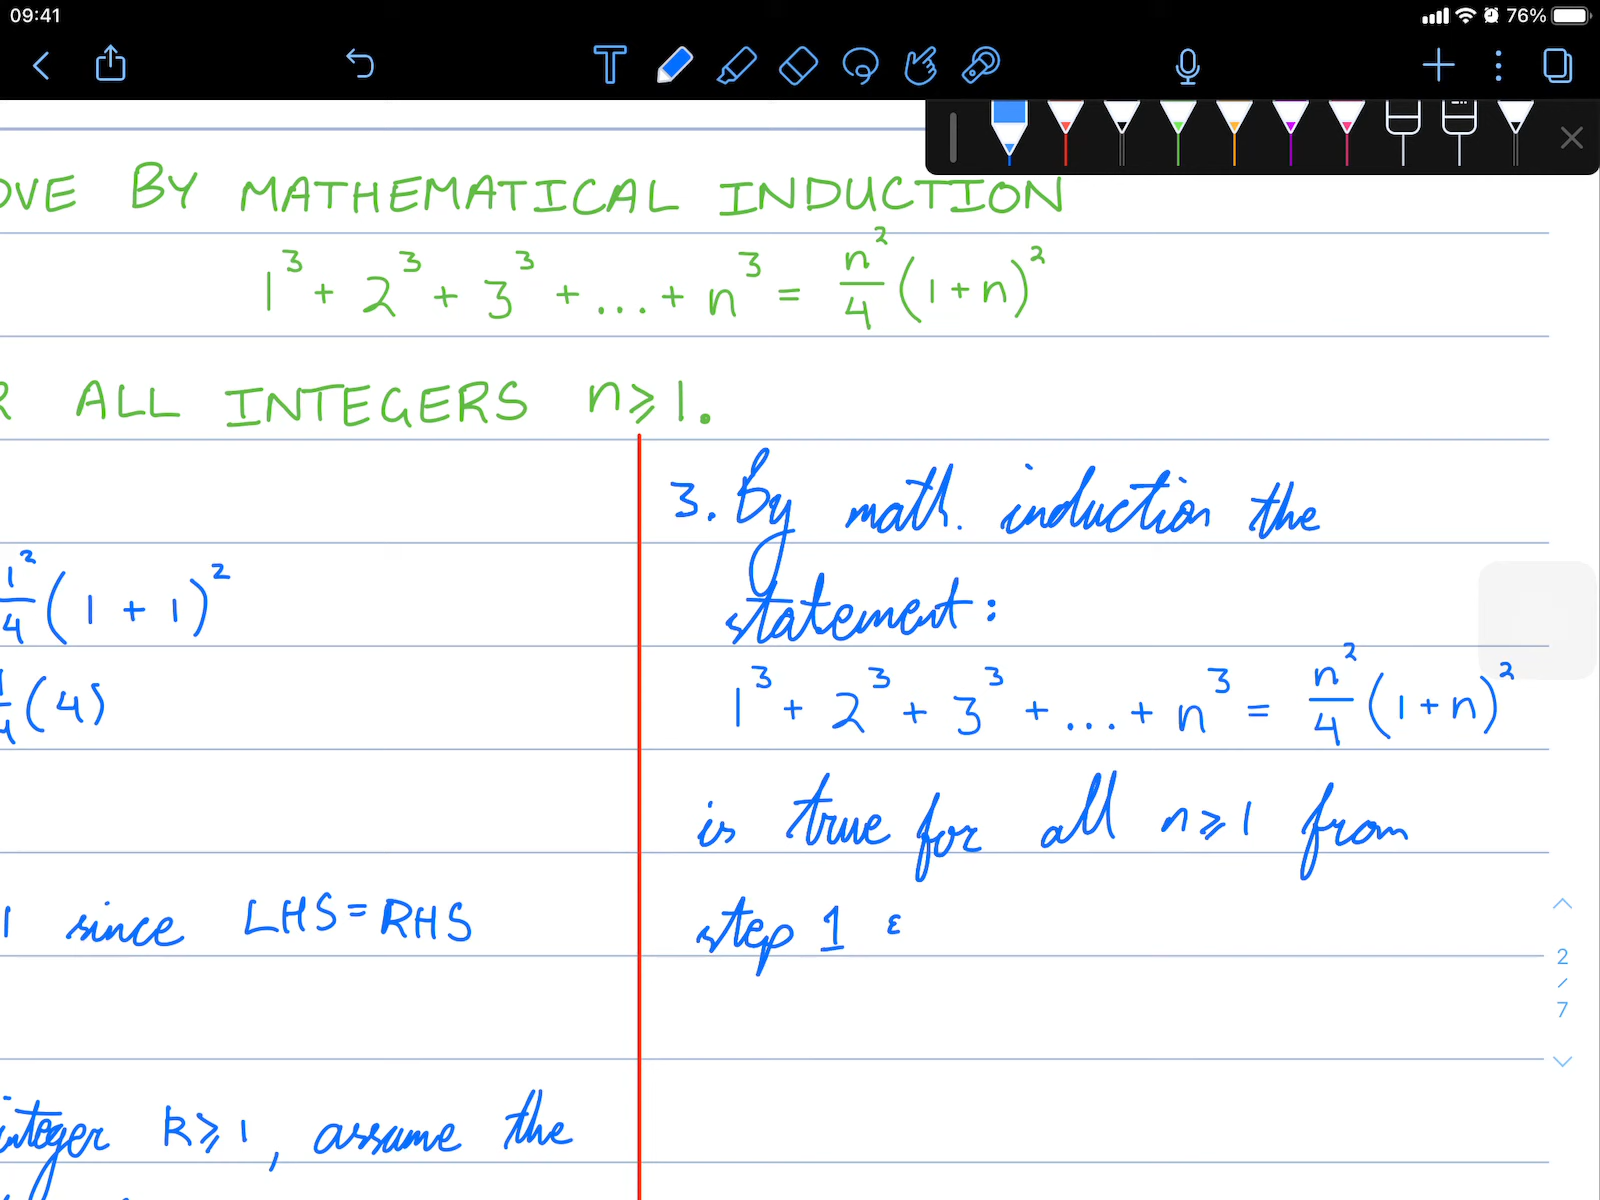 09:41
76%
OVE BY MATHEMATICAL INDUCTION
1³ + 2³ + 3³ + ... + n³ = n²/4 (1+n)²
R ALL INTEGERS n ≥ 1.
1²/4 (1 + 1)²
1/4 (4)
1 since LHS = RHS
integer k ≥ 1, assume the
3. By math. induction the
statement:
1³ + 2³ + 3³ + ... + n³ = n²/4 (1+n)²
is true for all n ≥ 1 from
step 1 &
2
/
7